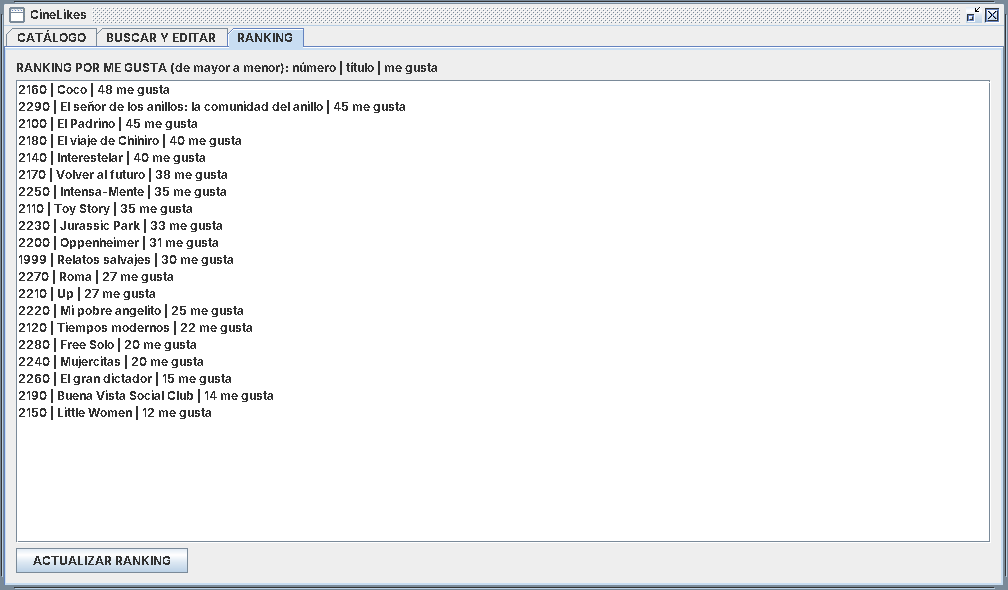 CineLikes
CATÁLOGO BUSCAR Y EDITAR RANKING
RANKING POR ME GUSTA (de mayor a menor): número | título | me gusta
2160 | Coco | 48 me gusta
2290 | El señor de los anillos: la comunidad del anillo | 45 me gusta
2100 | El Padrino | 45 me gusta
2180 | El viaje de Chihiro | 40 me gusta
2140 | Interestelar | 40 me gusta
2170 | Volver al futuro | 38 me gusta
2250 | Intensa-Mente | 35 me gusta
2110 | Toy Story | 35 me gusta
2230 | Jurassic Park | 33 me gusta
2200 | Oppenheimer | 31 me gusta
1999 | Relatos salvajes | 30 me gusta
2270 | Roma | 27 me gusta
2210 | Up | 27 me gusta
2220 | Mi pobre angelito | 25 me gusta
2120 | Tiempos modernos | 22 me gusta
2280 | Free Solo | 20 me gusta
2240 | Mujercitas | 20 me gusta
2260 | El gran dictador | 15 me gusta
2190 | Buena Vista Social Club | 14 me gusta
2150 | Little Women | 12 me gusta
ACTUALIZAR RANKING